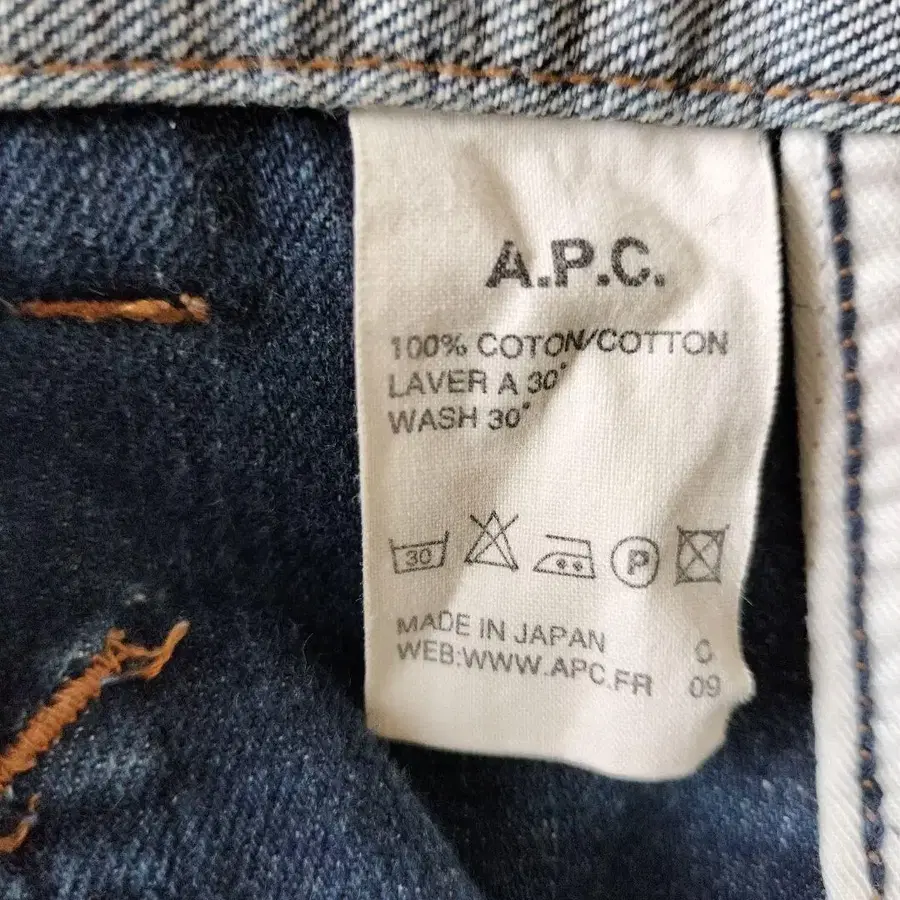 A.P.C.
100% COTON/COTTON
LAVER A 30°
WASH 30°
30 P
MADE IN JAPAN C
WEB:WWW.APC.FR 09